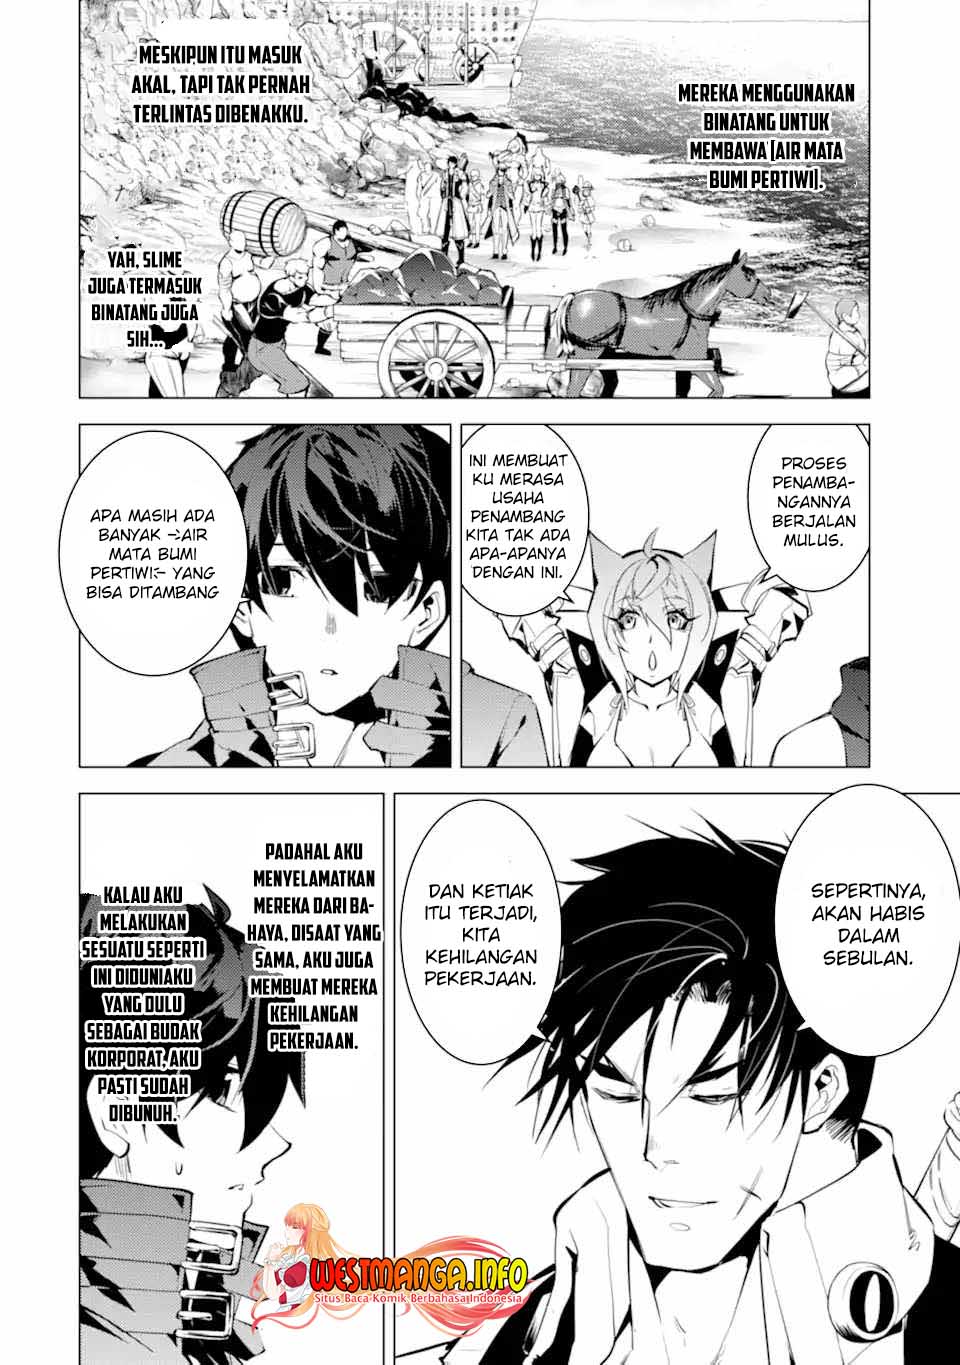 MEREKA MENGGUNAKAN
BINATANG UNTUK
MEMBAWA [AIR MATA
BUMI PERTIWI].
MESKIPUN ITU MASUK
AKAL, TAPI TAK PERNAH
TERLINTAS DIBENAKKU.
YAH, SLIME
JUGA TERMASUK
BINATANG JUGA
SIH...
PROSES
PENAMBA-
NGANNYA
BERJALAN
MULUS.
INI MEMBUAT
KU MERASA
USAHA
PENAMBANG
KITA TAK ADA
APA-APANYA
DENGAN INI.
APA MASIH ADA
BANYAK -:AIR
MATA BUMI
PERTIWI:- YANG
BISA DITAMBANG
SEPERTINYA,
AKAN HABIS
DALAM
SEBULAN.
DAN KETIAK
ITU TERJADI,
KITA
KEHILANGAN
PEKERJAAN.
PADAHAL AKU
MENYELAMATKAN
MEREKA DARI BA-
HAYA, DISAAT YANG
SAMA, AKU JUGA
MEMBUAT MEREKA
KEHILANGAN
PEKERJAAN.
KALAU AKU
MELAKUKAN
SESUATU SEPERTI
INI DIDUNIAKU
YANG DULU
SEBAGAI BUDAK
KORPORAT, AKU
PASTI SUDAH
DIBUNUH.
WESTMANGA.INFO
Situs Baca Komik Berbahasa Indonesia